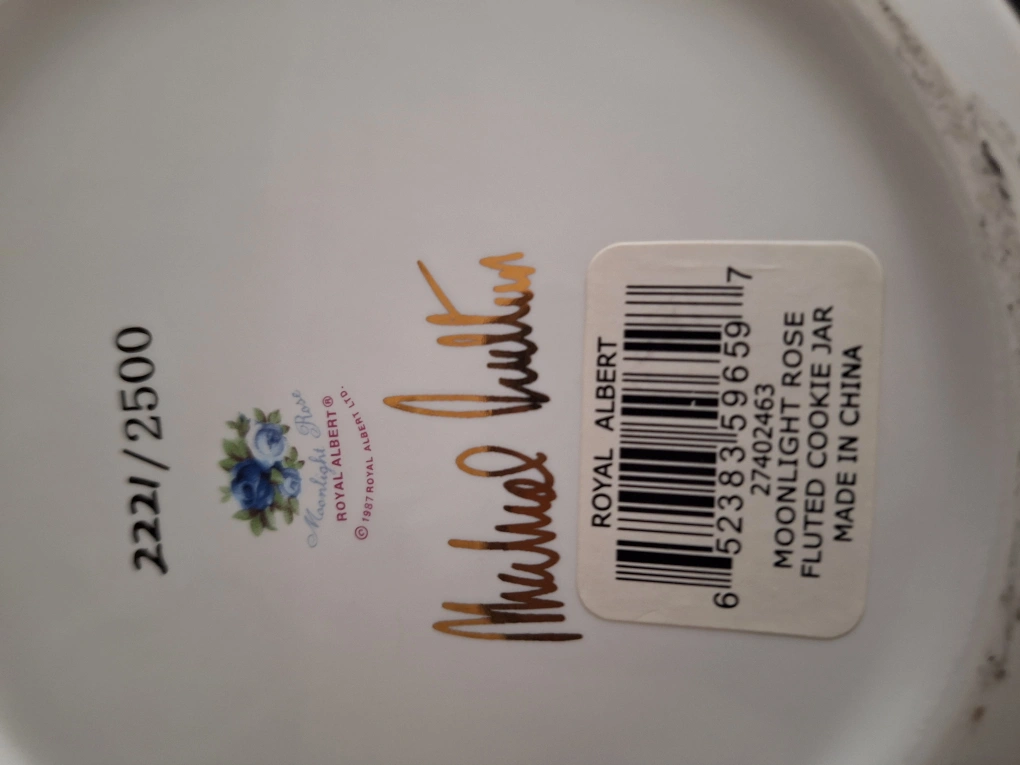 2221/2500
Moonlight Rose
ROYAL ALBERT®
© 1987 ROYAL ALBERT LTD.
ROYAL ALBERT
6 52383 59659 7
27402463
MOONLIGHT ROSE
FLUTED COOKIE JAR
MADE IN CHINA